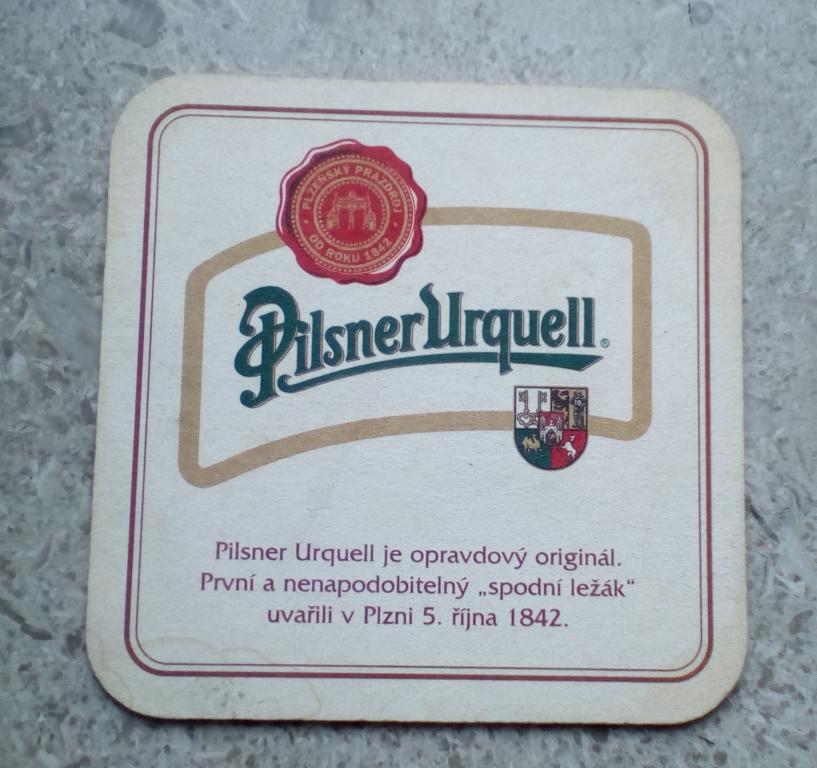 PLZEŇSKÝ PRAZDROJ
OD ROKU 1842
Pilsner Urquell®
Pilsner Urquell je opravdový originál.
První a nenapodobitelný „spodní ležák“
uvařili v Plzni 5. října 1842.